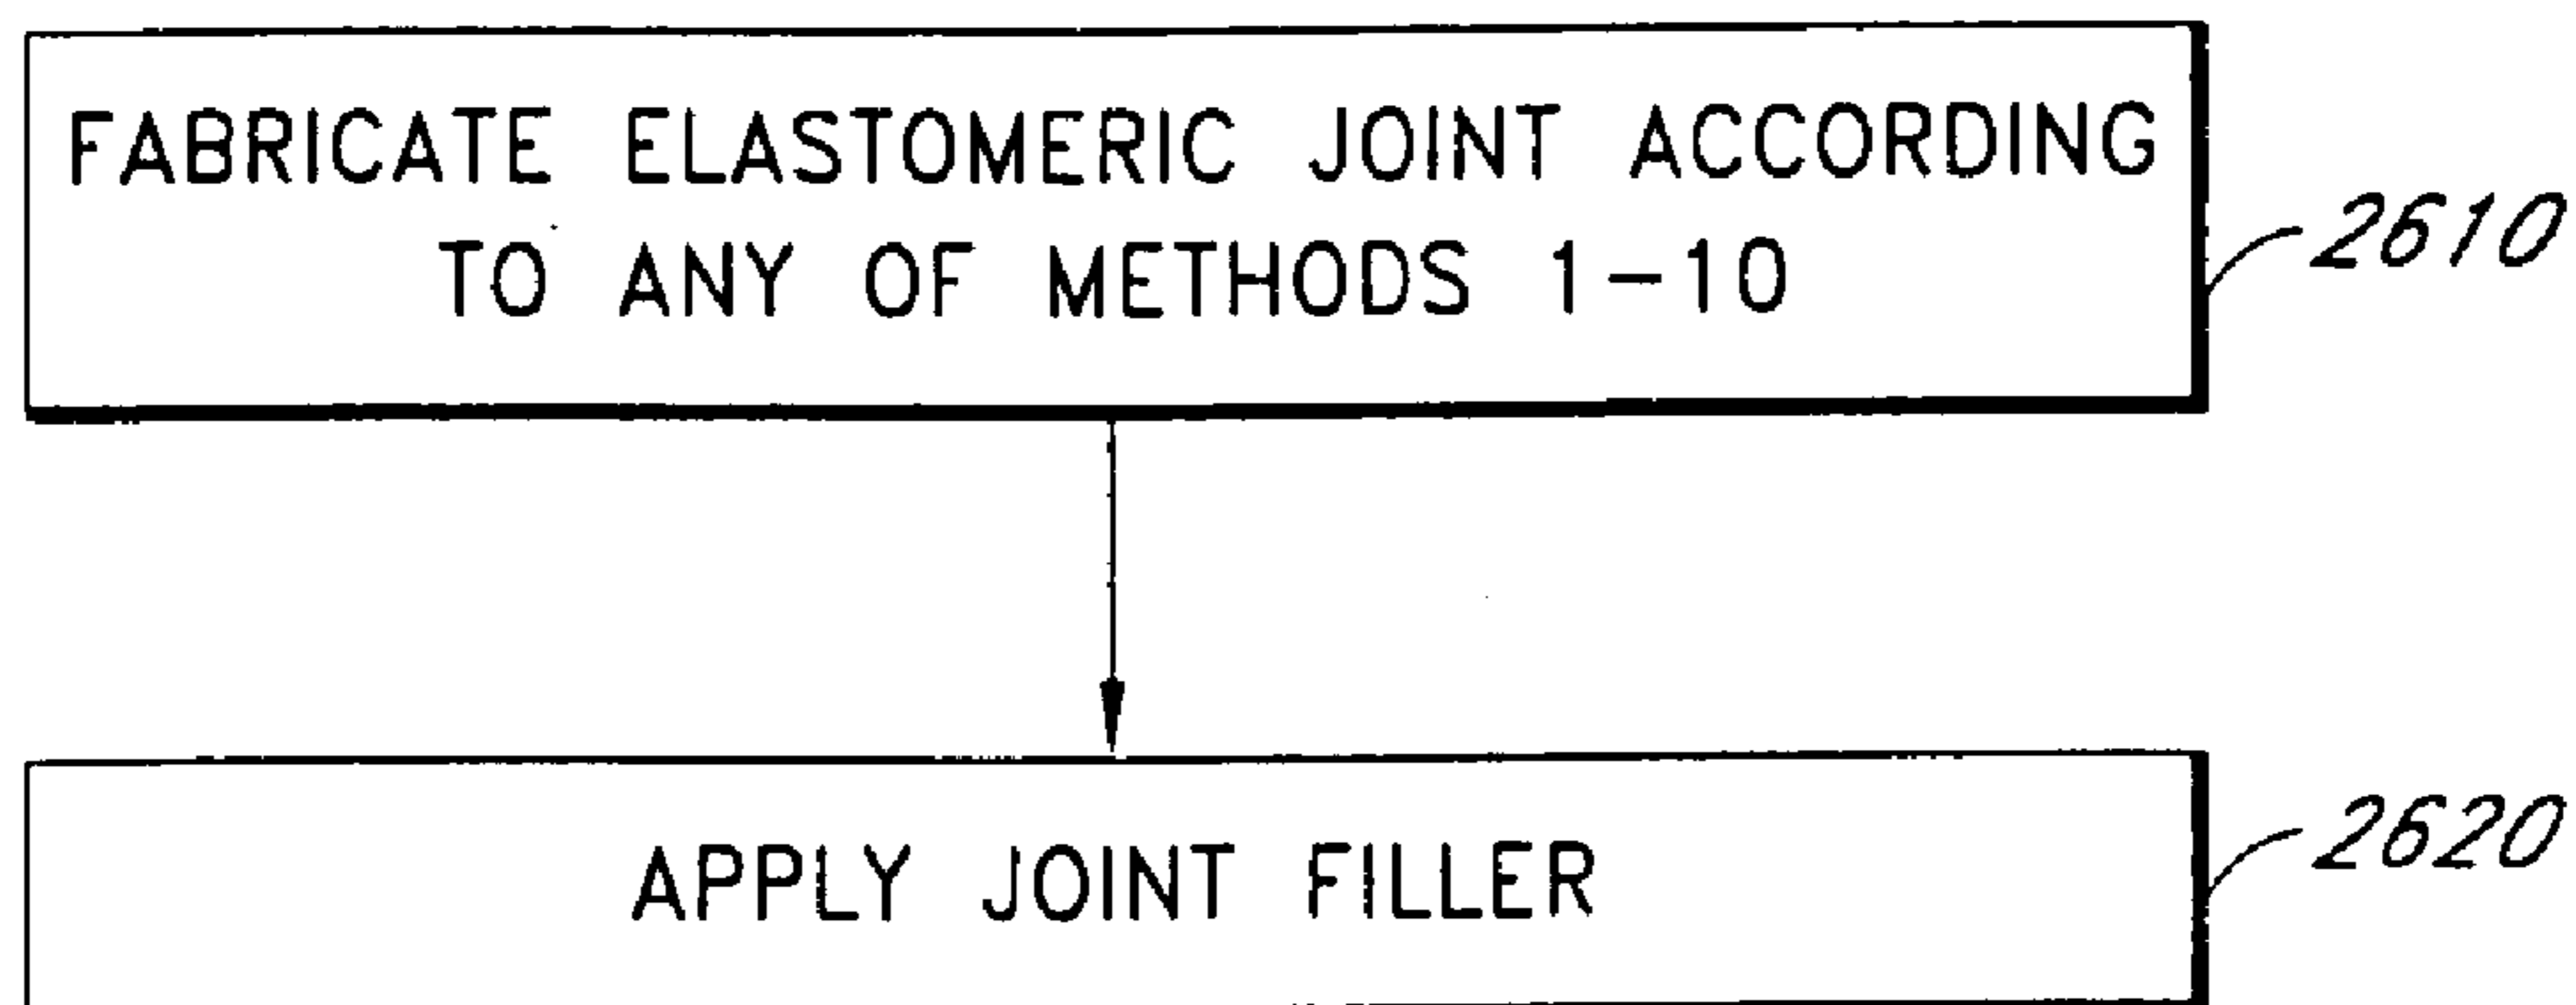 FABRICATE ELASTOMERIC JOINT ACCORDING
TO ANY OF METHODS 1-10
2610
APPLY JOINT FILLER
2620